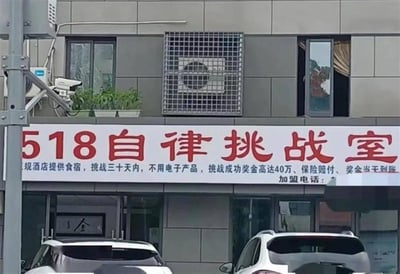 518自律挑战室
观酒店提供食宿，挑战三十天内，不用电子产品，挑战成功奖金高达40万、保险赔付、奖金当天到账
加盟电话：